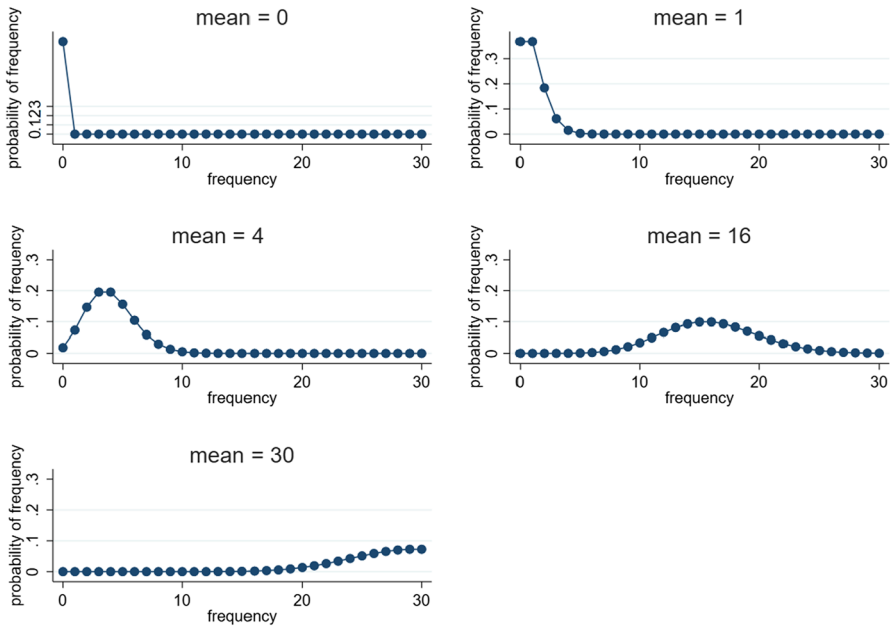 mean = 0
probability of frequency
0.123
0 10 20 30
frequency
mean = 1
probability of frequency
0 .1 .2 .3
0 10 20 30
frequency
mean = 4
probability of frequency
0 .1 .2 .3
0 10 20 30
frequency
mean = 16
probability of frequency
0 .1 .2 .3
0 10 20 30
frequency
mean = 30
probability of frequency
0 .1 .2 .3
0 10 20 30
frequency